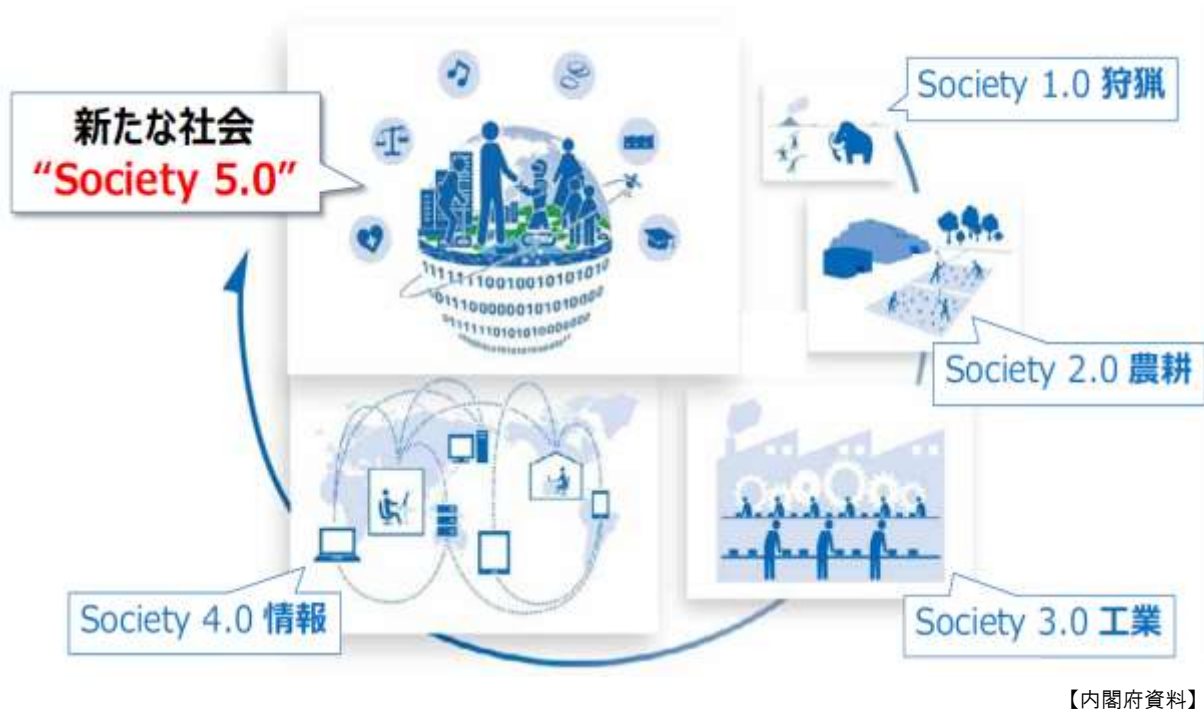 新たな社会
“Society 5.0”
Society 1.0 狩猟
Society 2.0 農耕
Society 3.0 工業
Society 4.0 情報
【内閣府資料】